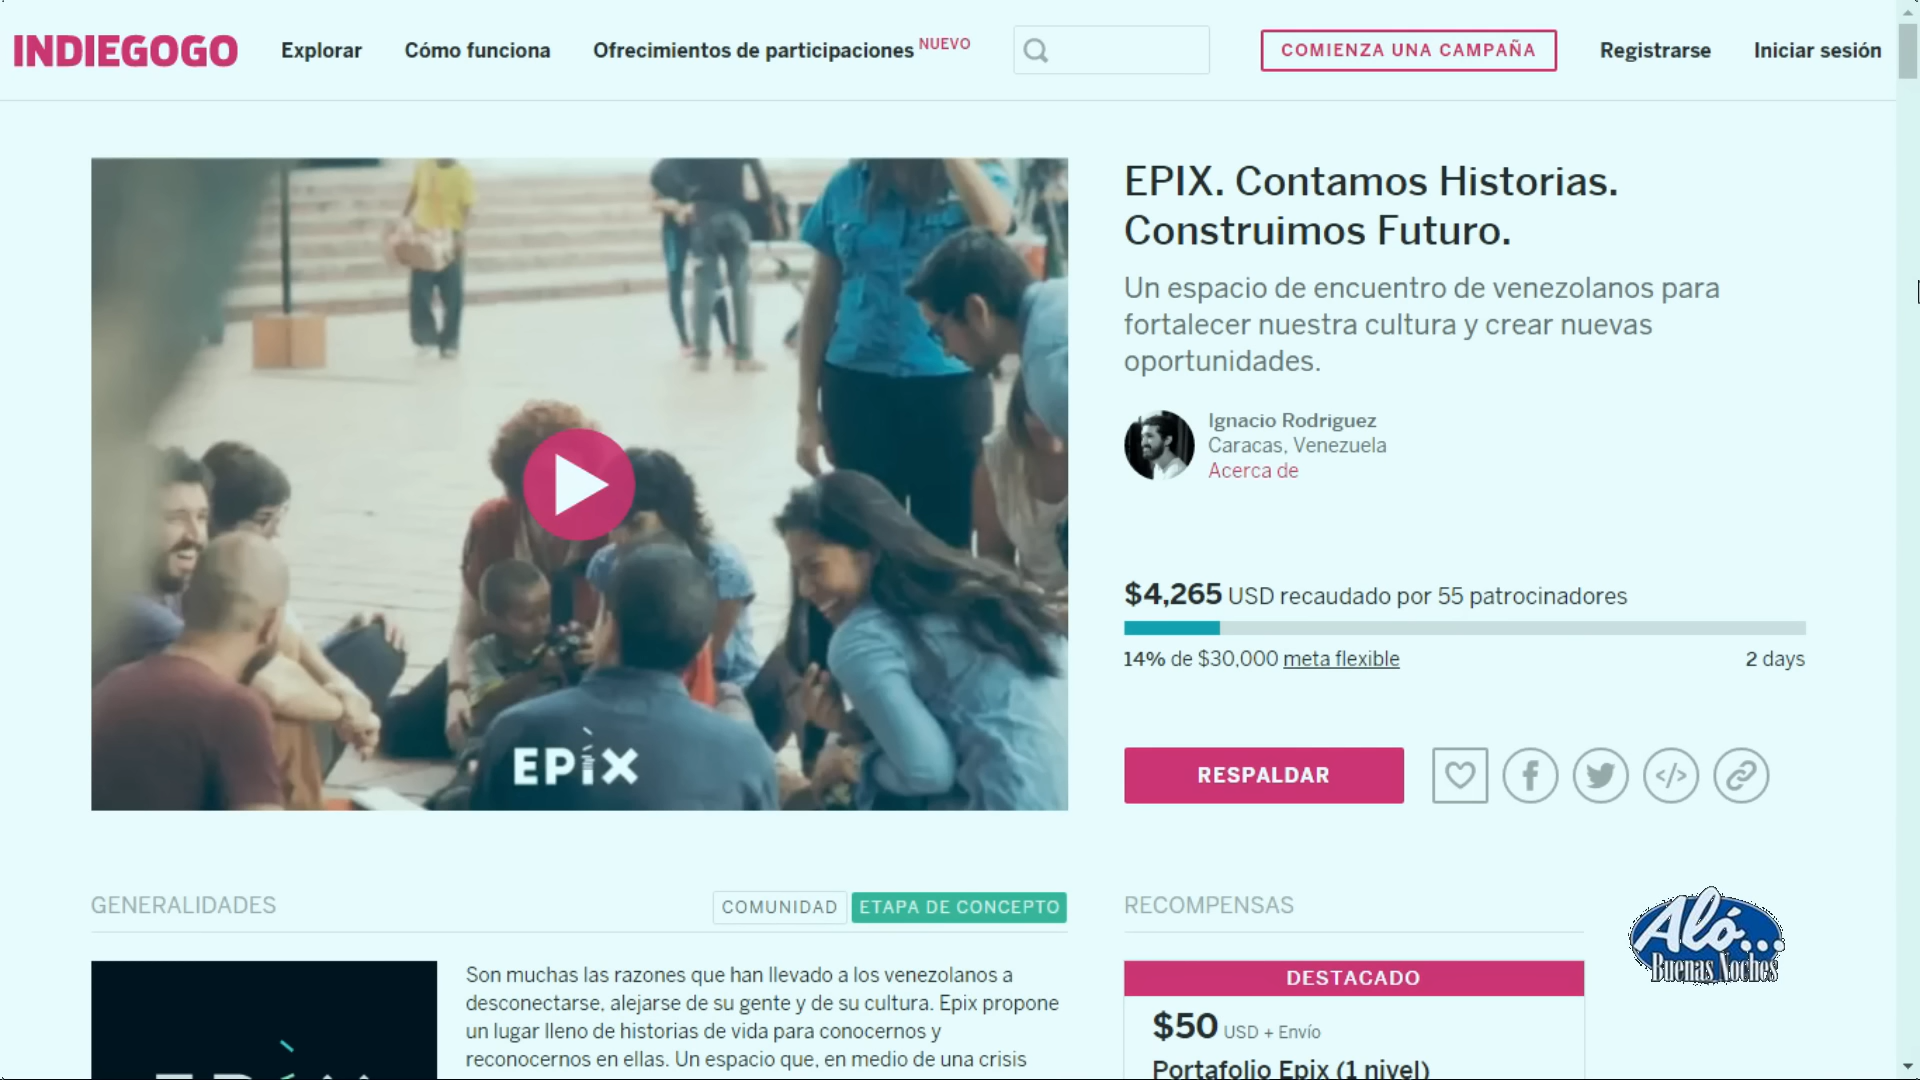 INDIEGOGO Explorar Cómo funciona Ofrecimientos de participaciones NUEVO COMIENZA UNA CAMPAÑA Registrarse Iniciar sesión
EPIX. Contamos Historias.
Construimos Futuro.
Un espacio de encuentro de venezolanos para
fortalecer nuestra cultura y crear nuevas
oportunidades.
Ignacio Rodriguez
Caracas, Venezuela
Acerca de
$4,265 USD recaudado por 55 patrocinadores
14% de $30,000 meta flexible 2 days
EPIX
RESPALDAR
GENERALIDADES COMUNIDAD ETAPA DE CONCEPTO
Son muchas las razones que han llevado a los venezolanos a
desconectarse, alejarse de su gente y de su cultura. Epix propone
un lugar lleno de historias de vida para conocernos y
reconocernos en ellas. Un espacio que, en medio de una crisis
RECOMPENSAS
DESTACADO
$50 USD + Envío
Portafolio Epix (1 nivel)
Aló...
Buenas Noches